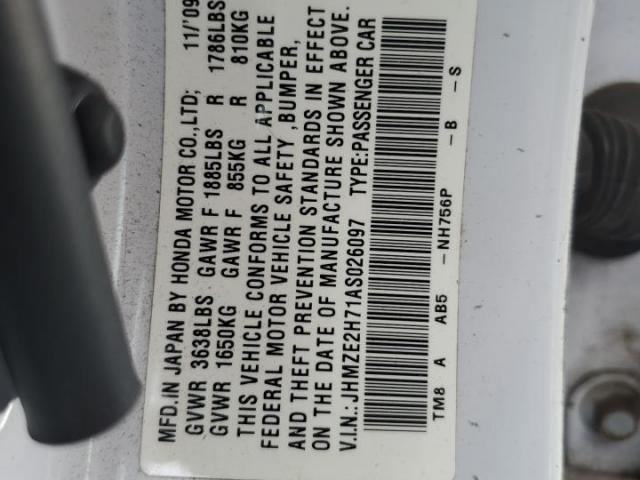 MFD.IN JAPAN BY HONDA MOTOR CO.,LTD; 11/'09
GVWR 3638LBS GAWR F 1885LBS R 1786LBS
GVWR 1650KG GAWR F 855KG R 810KG
THIS VEHICLE CONFORMS TO ALL APPLICABLE
FEDERAL MOTOR VEHICLE SAFETY ,BUMPER,
AND THEFT PREVENTION STANDARDS IN EFFECT
ON THE DATE OF MANUFACTURE SHOWN ABOVE.
V.I.N.:JHMZE2H71AS026097 TYPE:PASSENGER CAR
TM8 A AB5 -NH756P -B -S